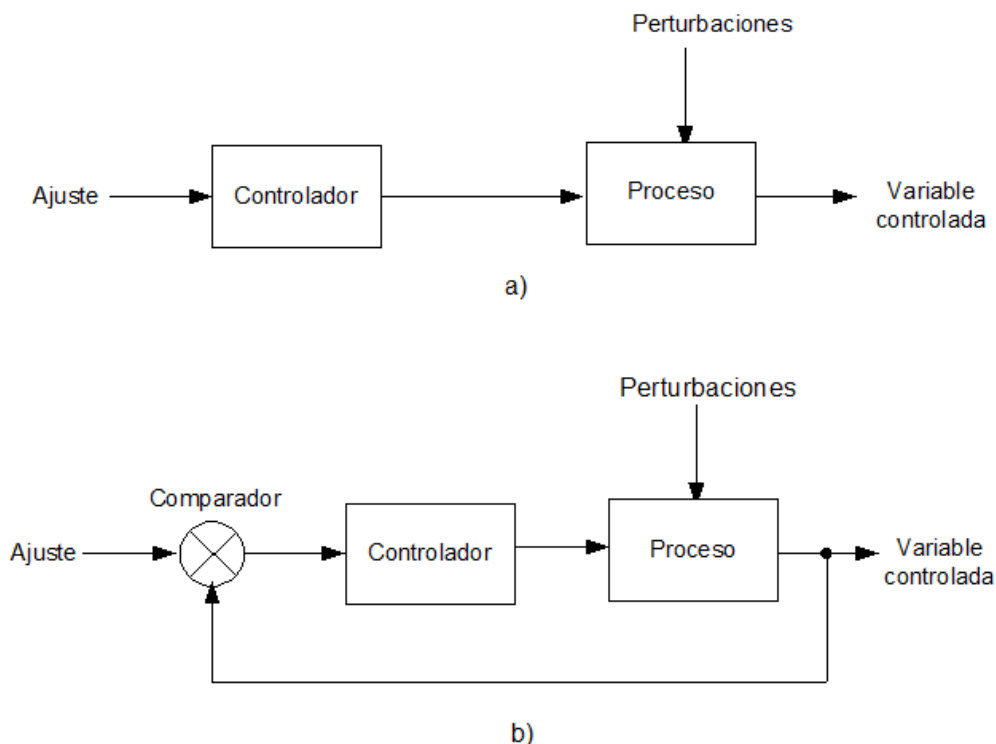 Perturbaciones
Ajuste
Controlador
Proceso
Variable
controlada
a)
Perturbaciones
Comparador
Ajuste
Controlador
Proceso
Variable
controlada
b)